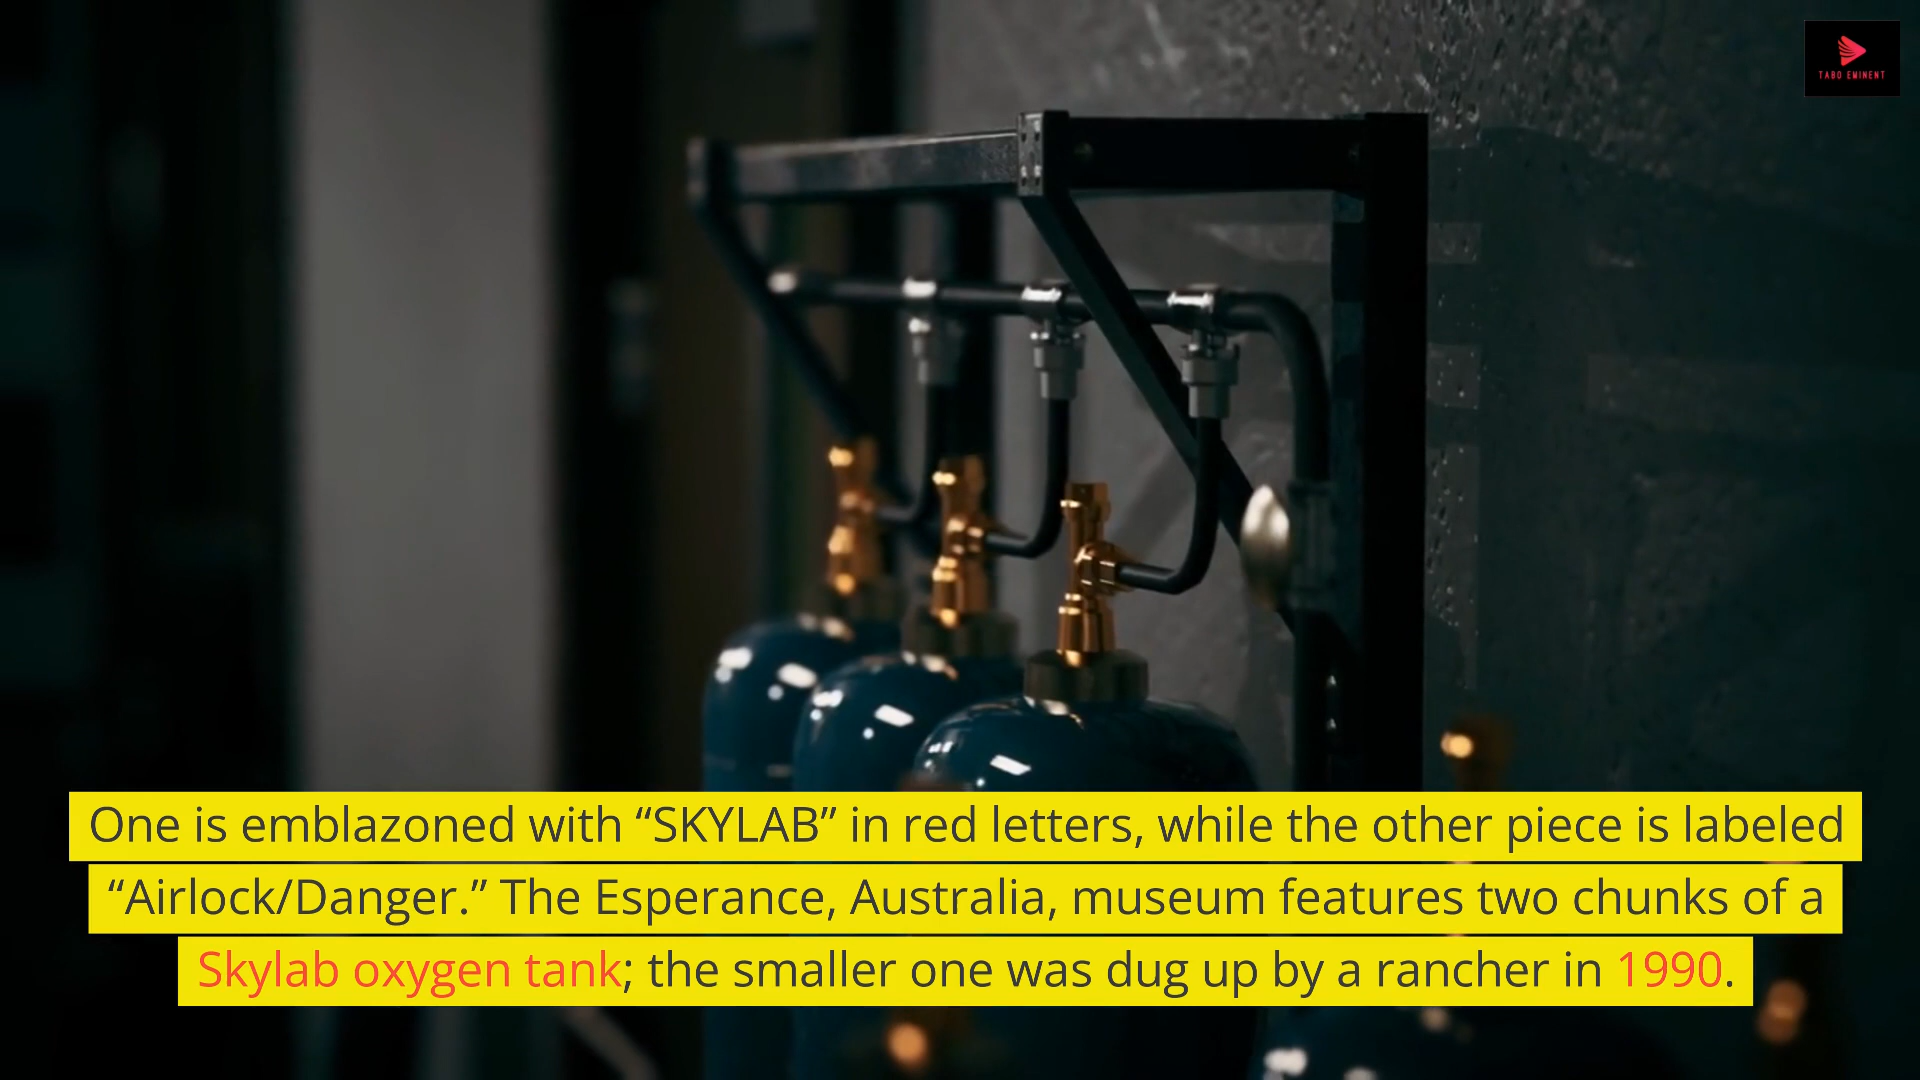 TABO EMINENT
One is emblazoned with “SKYLAB” in red letters, while the other piece is labeled
“Airlock/Danger.” The Esperance, Australia, museum features two chunks of a
Skylab oxygen tank; the smaller one was dug up by a rancher in 1990.